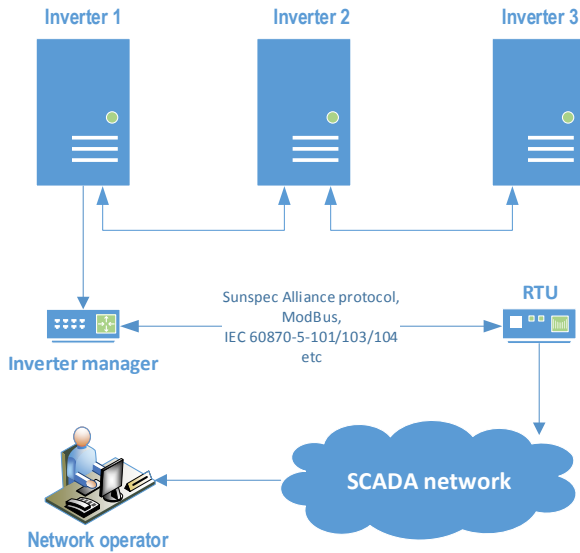 Inverter 1
Inverter 2
Inverter 3
Sunspec Alliance protocol,
ModBus,
IEC 60870-5-101/103/104
etc
RTU
Inverter manager
SCADA network
Network operator